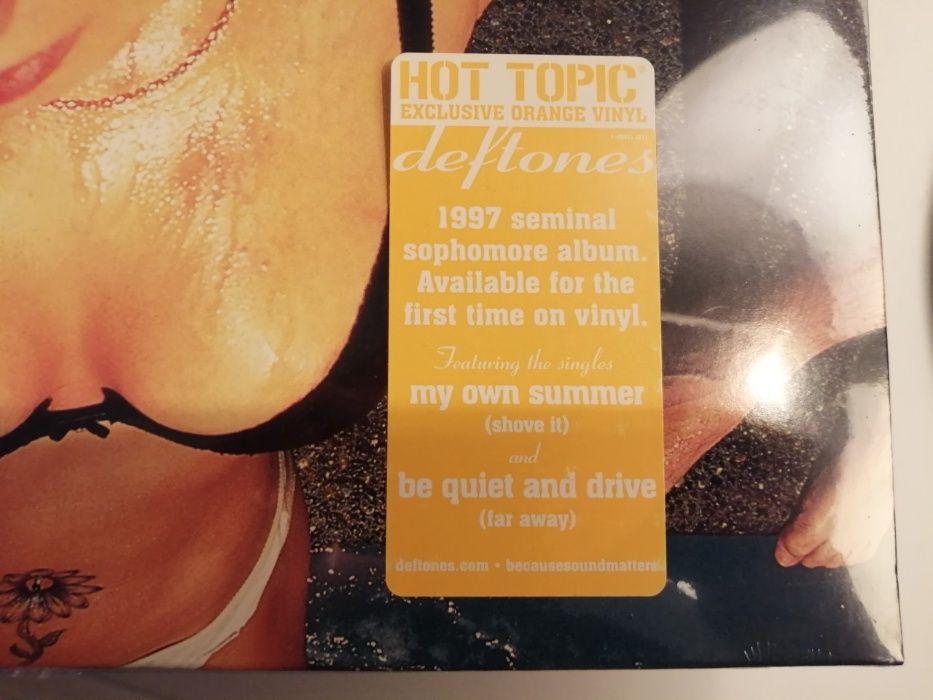 HOT TOPIC
EXCLUSIVE ORANGE VINYL
deftones
1997 seminal
sophomore album.
Available for the
first time on vinyl.
Featuring the singles
my own summer
(shove it)
and
be quiet and drive
(far away)
deftones.com • becausesoundmatters